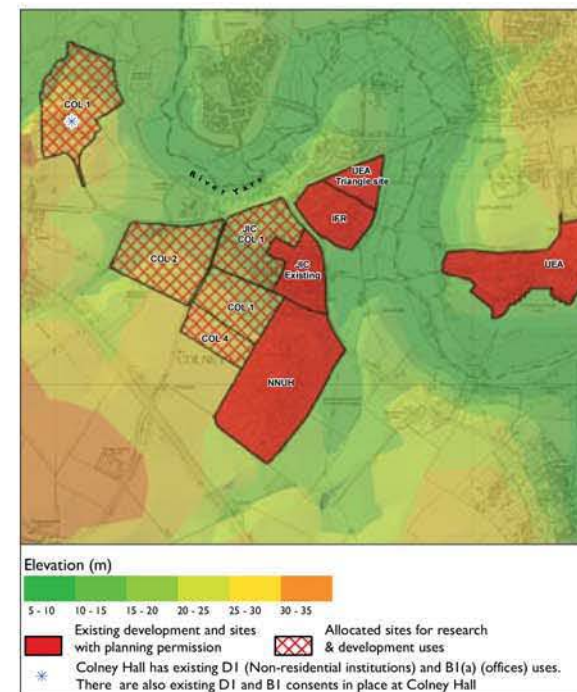 COL 1
River Yare
UEA
Triangle site
IFR
JIC
COL 1
COL 2
JIC
Existing
UEA
COL 1
COL 4
COLNEY
NNUH
Elevation (m)
5 - 10
10 - 15
15 - 20
20 - 25
25 - 30
30 - 35
Existing development and sites
with planning permission
Allocated sites for research
& development uses
Colney Hall has existing D1 (Non-residential institutions) and B1(a) (offices) uses.
There are also existing D1 and B1 consents in place at Colney Hall